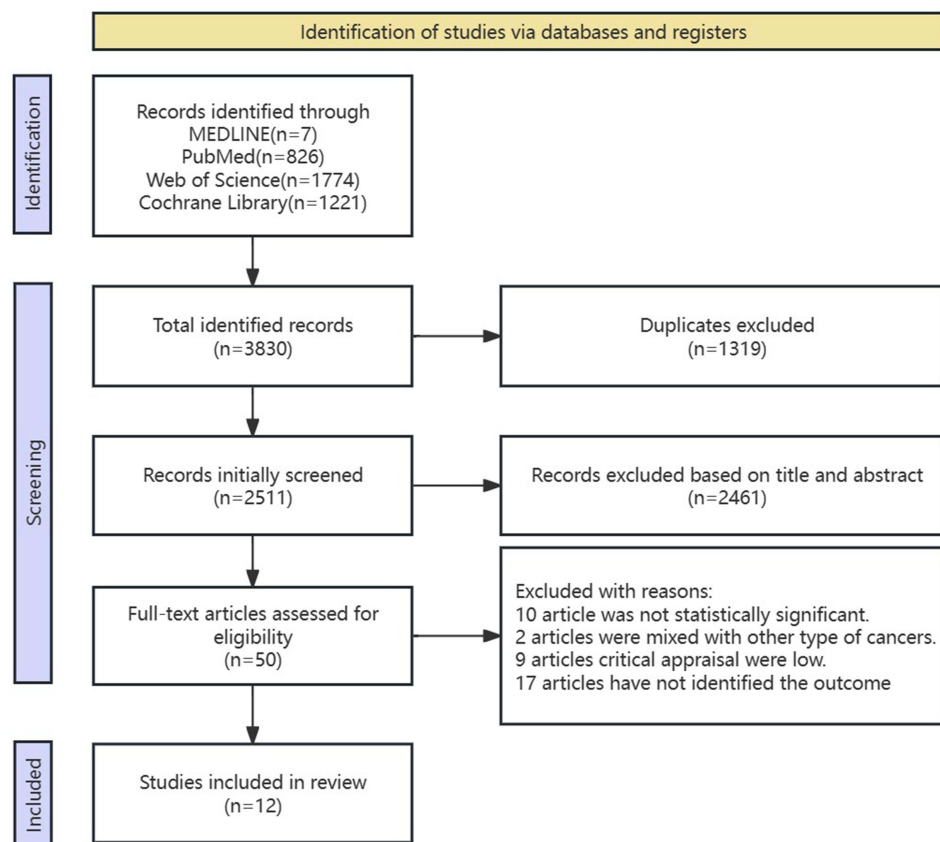 Identification of studies via databases and registers
Identification
Records identified through
MEDLINE(n=7)
PubMed(n=826)
Web of Science(n=1774)
Cochrane Library(n=1221)
Screening
Total identified records
(n=3830)
Duplicates excluded
(n=1319)
Records initially screened
(n=2511)
Records excluded based on title and abstract
(n=2461)
Full-text articles assessed for
eligibility
(n=50)
Excluded with reasons:
10 article was not statistically significant.
2 articles were mixed with other type of cancers.
9 articles critical appraisal were low.
17 articles have not identified the outcome
Included
Studies included in review
(n=12)